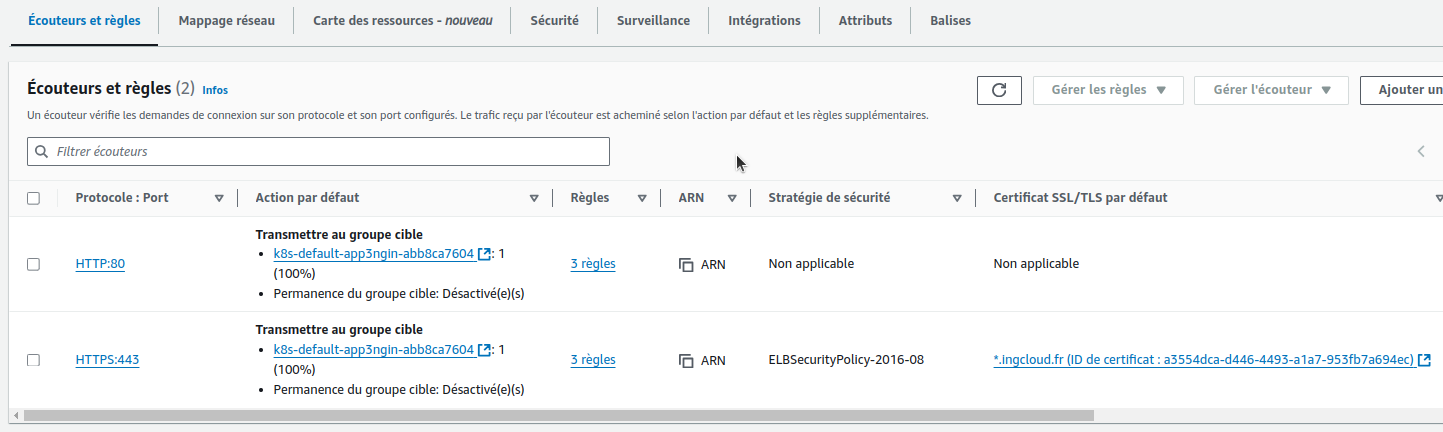 Écouteurs et règles Mappage réseau Carte des ressources - nouveau Sécurité Surveillance Intégrations Attributs Balises
Écouteurs et règles (2) Infos
Gérer les règles Gérer l'écouteur Ajouter un
Un écouteur vérifie les demandes de connexion sur son protocole et son port configurés. Le trafic reçu par l'écouteur est acheminé selon l'action par défaut et les règles supplémentaires.
Filtrer écouteurs
Protocole : Port Action par défaut Règles ARN Stratégie de sécurité Certificat SSL/TLS par défaut
Transmettre au groupe cible
k8s-default-app3ngin-abb8ca7604 : 1
(100%)
Permanence du groupe cible: Désactivé(e)(s)
HTTP:80 3 règles ARN Non applicable Non applicable
Transmettre au groupe cible
k8s-default-app3ngin-abb8ca7604 : 1
(100%)
Permanence du groupe cible: Désactivé(e)(s)
HTTPS:443 3 règles ARN ELBSecurityPolicy-2016-08 *.ingcloud.fr (ID de certificat : a3554dca-d446-4493-a1a7-953fb7a694ec)